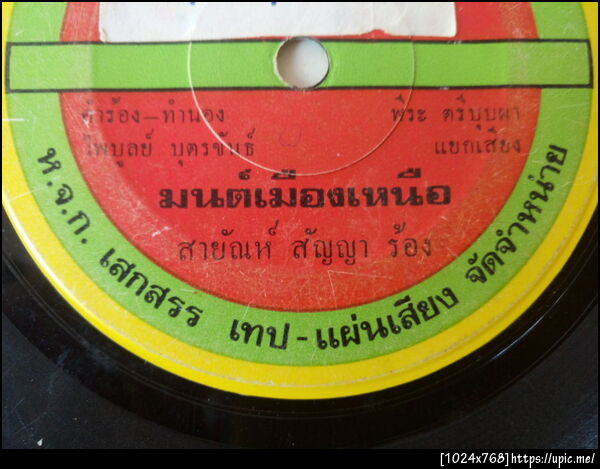 คำร้อง–ทำนอง
ไพบูลย์ บุตรขันธ์
พีระ ตรีบุบผา
แยกเสียง
มนต์เมืองเหนือ
สายัณห์ สัญญา ร้อง
ห.จ.ก. เสกสรร เทป-แผ่นเสียง จัดจำหน่าย
[1024x768]https://upic.me/